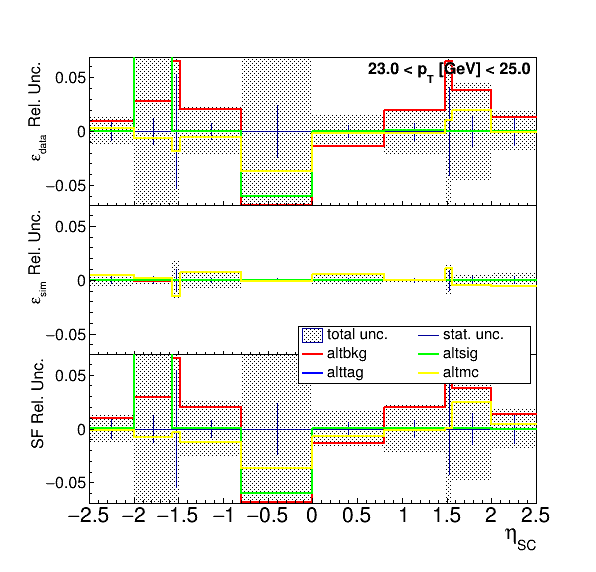 23.0 < p_T [GeV] < 25.0
ε_data Rel. Unc.
0.05
0
−0.05
ε_sim Rel. Unc.
0.05
0
−0.05
total unc. stat. unc.
altbkg altsig
alttag altmc
SF Rel. Unc.
0.05
0
−0.05
−2.5 −2 −1.5 −1 −0.5 0 0.5 1 1.5 2 2.5
η_SC